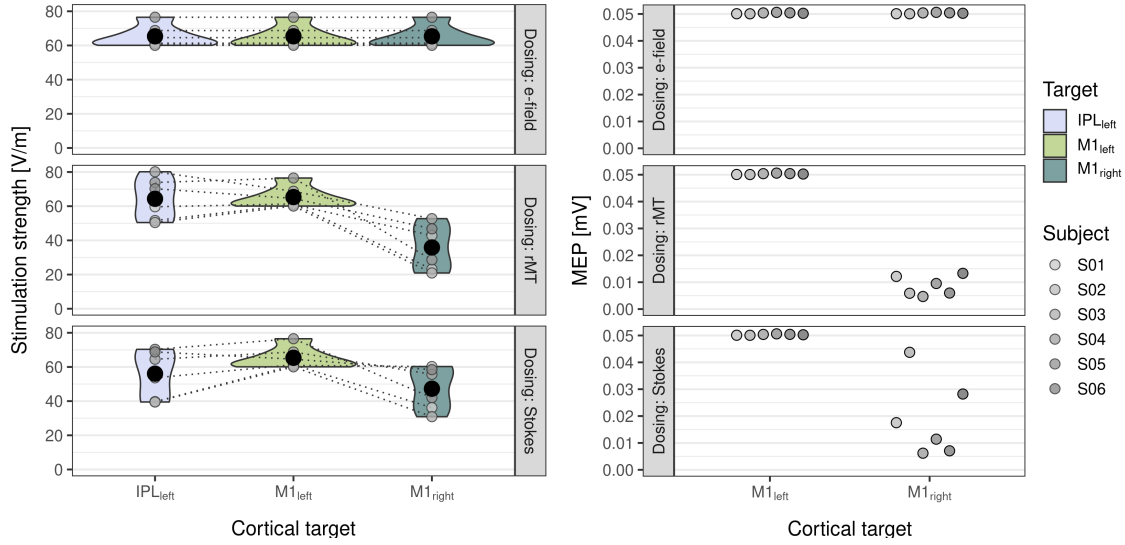 Stimulation strength [V/m]
80
60
40
20
0
Dosing: e-field
80
60
40
20
0
Dosing: rMT
80
60
40
20
0
Dosing: Stokes
IPLleft
M1left
M1right
Cortical target
MEP [mV]
0.05
0.04
0.03
0.02
0.01
0.00
Dosing: e-field
0.05
0.04
0.03
0.02
0.01
0.00
Dosing: rMT
0.05
0.04
0.03
0.02
0.01
0.00
Dosing: Stokes
M1left
M1right
Cortical target
Target
IPLleft
M1left
M1right
Subject
S01
S02
S03
S04
S05
S06